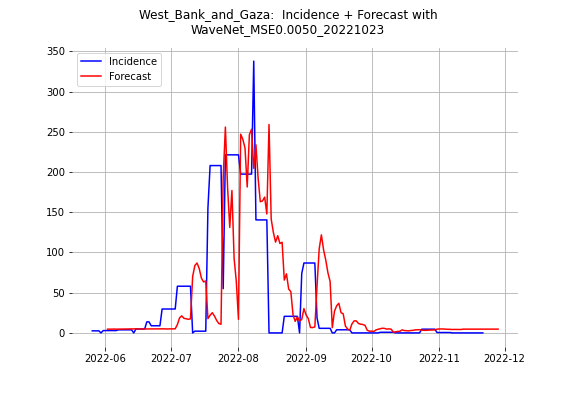 West_Bank_and_Gaza:  Incidence + Forecast with
WaveNet_MSE0.0050_20221023
Incidence
Forecast
350
300
250
200
150
100
50
0
2022-06 2022-07 2022-08 2022-09 2022-10 2022-11 2022-12